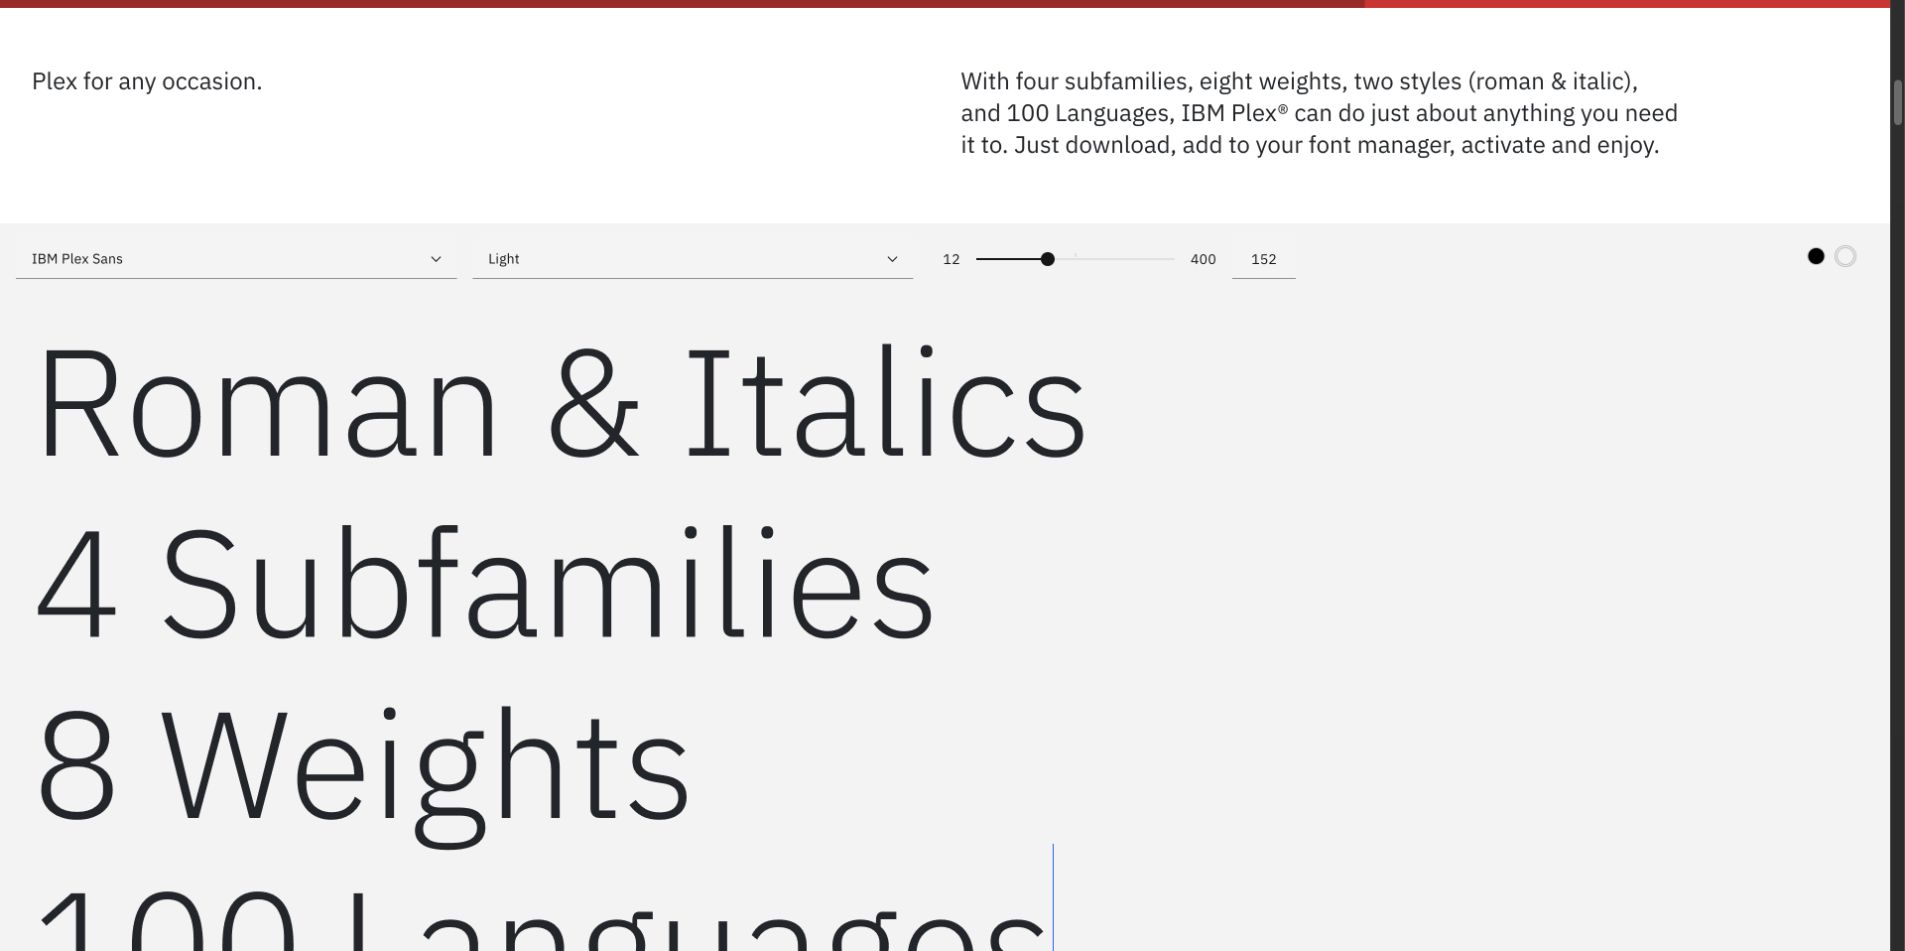 Plex for any occasion.
With four subfamilies, eight weights, two styles (roman & italic),
and 100 Languages, IBM Plex® can do just about anything you need
it to. Just download, add to your font manager, activate and enjoy.
IBM Plex Sans
Light
12
400
152
Roman & Italics
4 Subfamilies
8 Weights
100 Languages